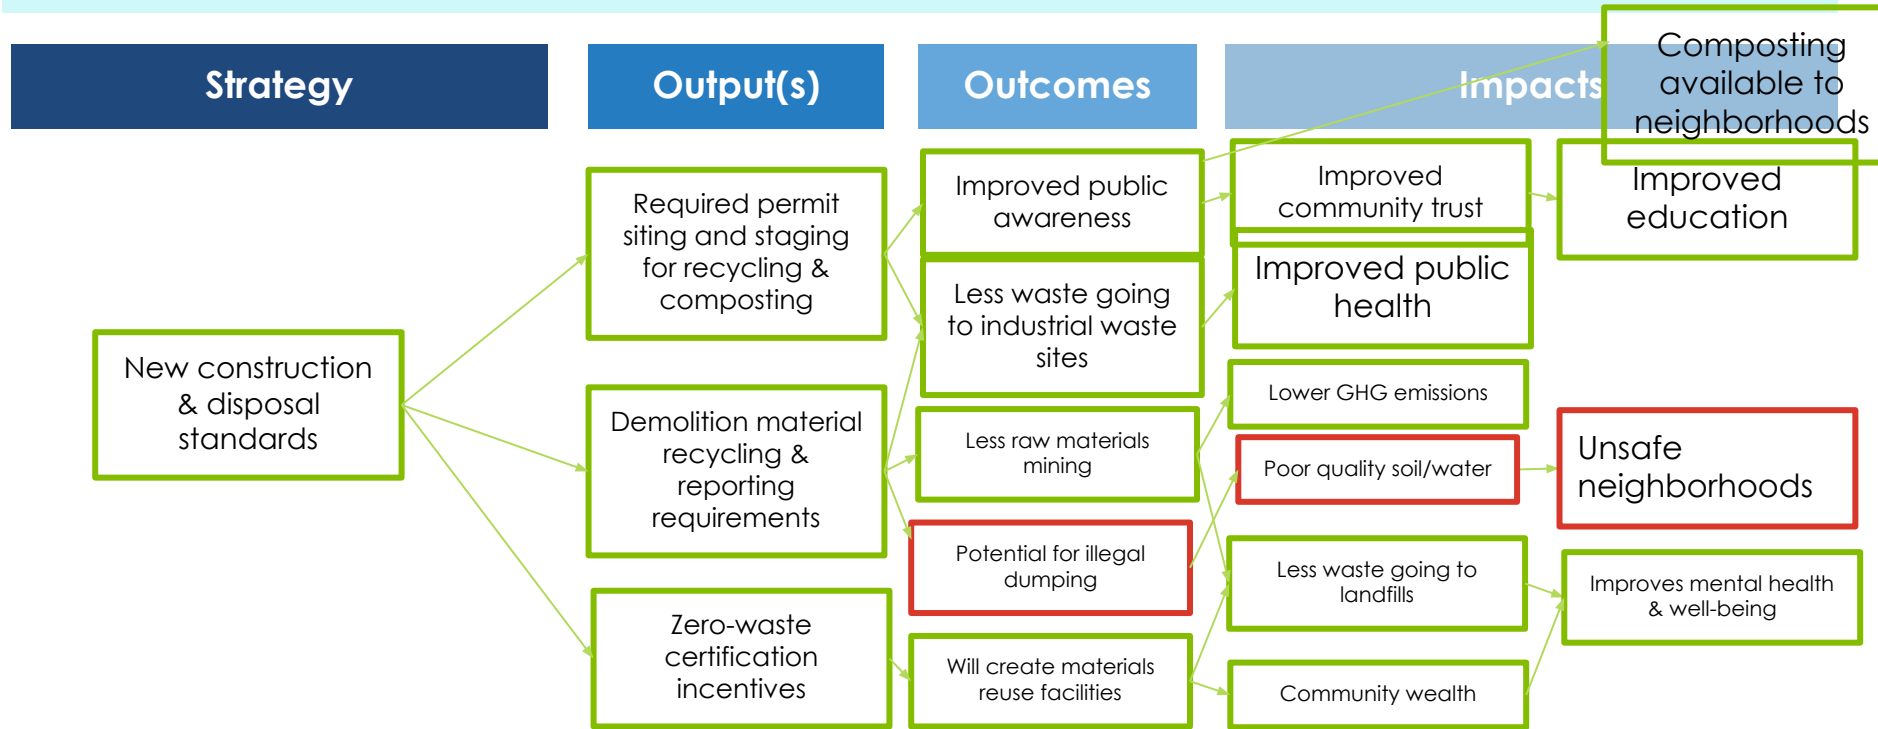 Strategy
Output(s)
Outcomes
Impacts
Composting
available to
neighborhoods
Required permit
siting and staging
for recycling &
composting
Improved public
awareness
Improved
community trust
Improved
education
Less waste going
to industrial waste
sites
Improved public
health
New construction
& disposal
standards
Demolition material
recycling &
reporting
requirements
Less raw materials
mining
Lower GHG emissions
Poor quality soil/water
Unsafe
neighborhoods
Potential for illegal
dumping
Less waste going to
landfills
Improves mental health
& well-being
Zero-waste
certification
incentives
Will create materials
reuse facilities
Community wealth